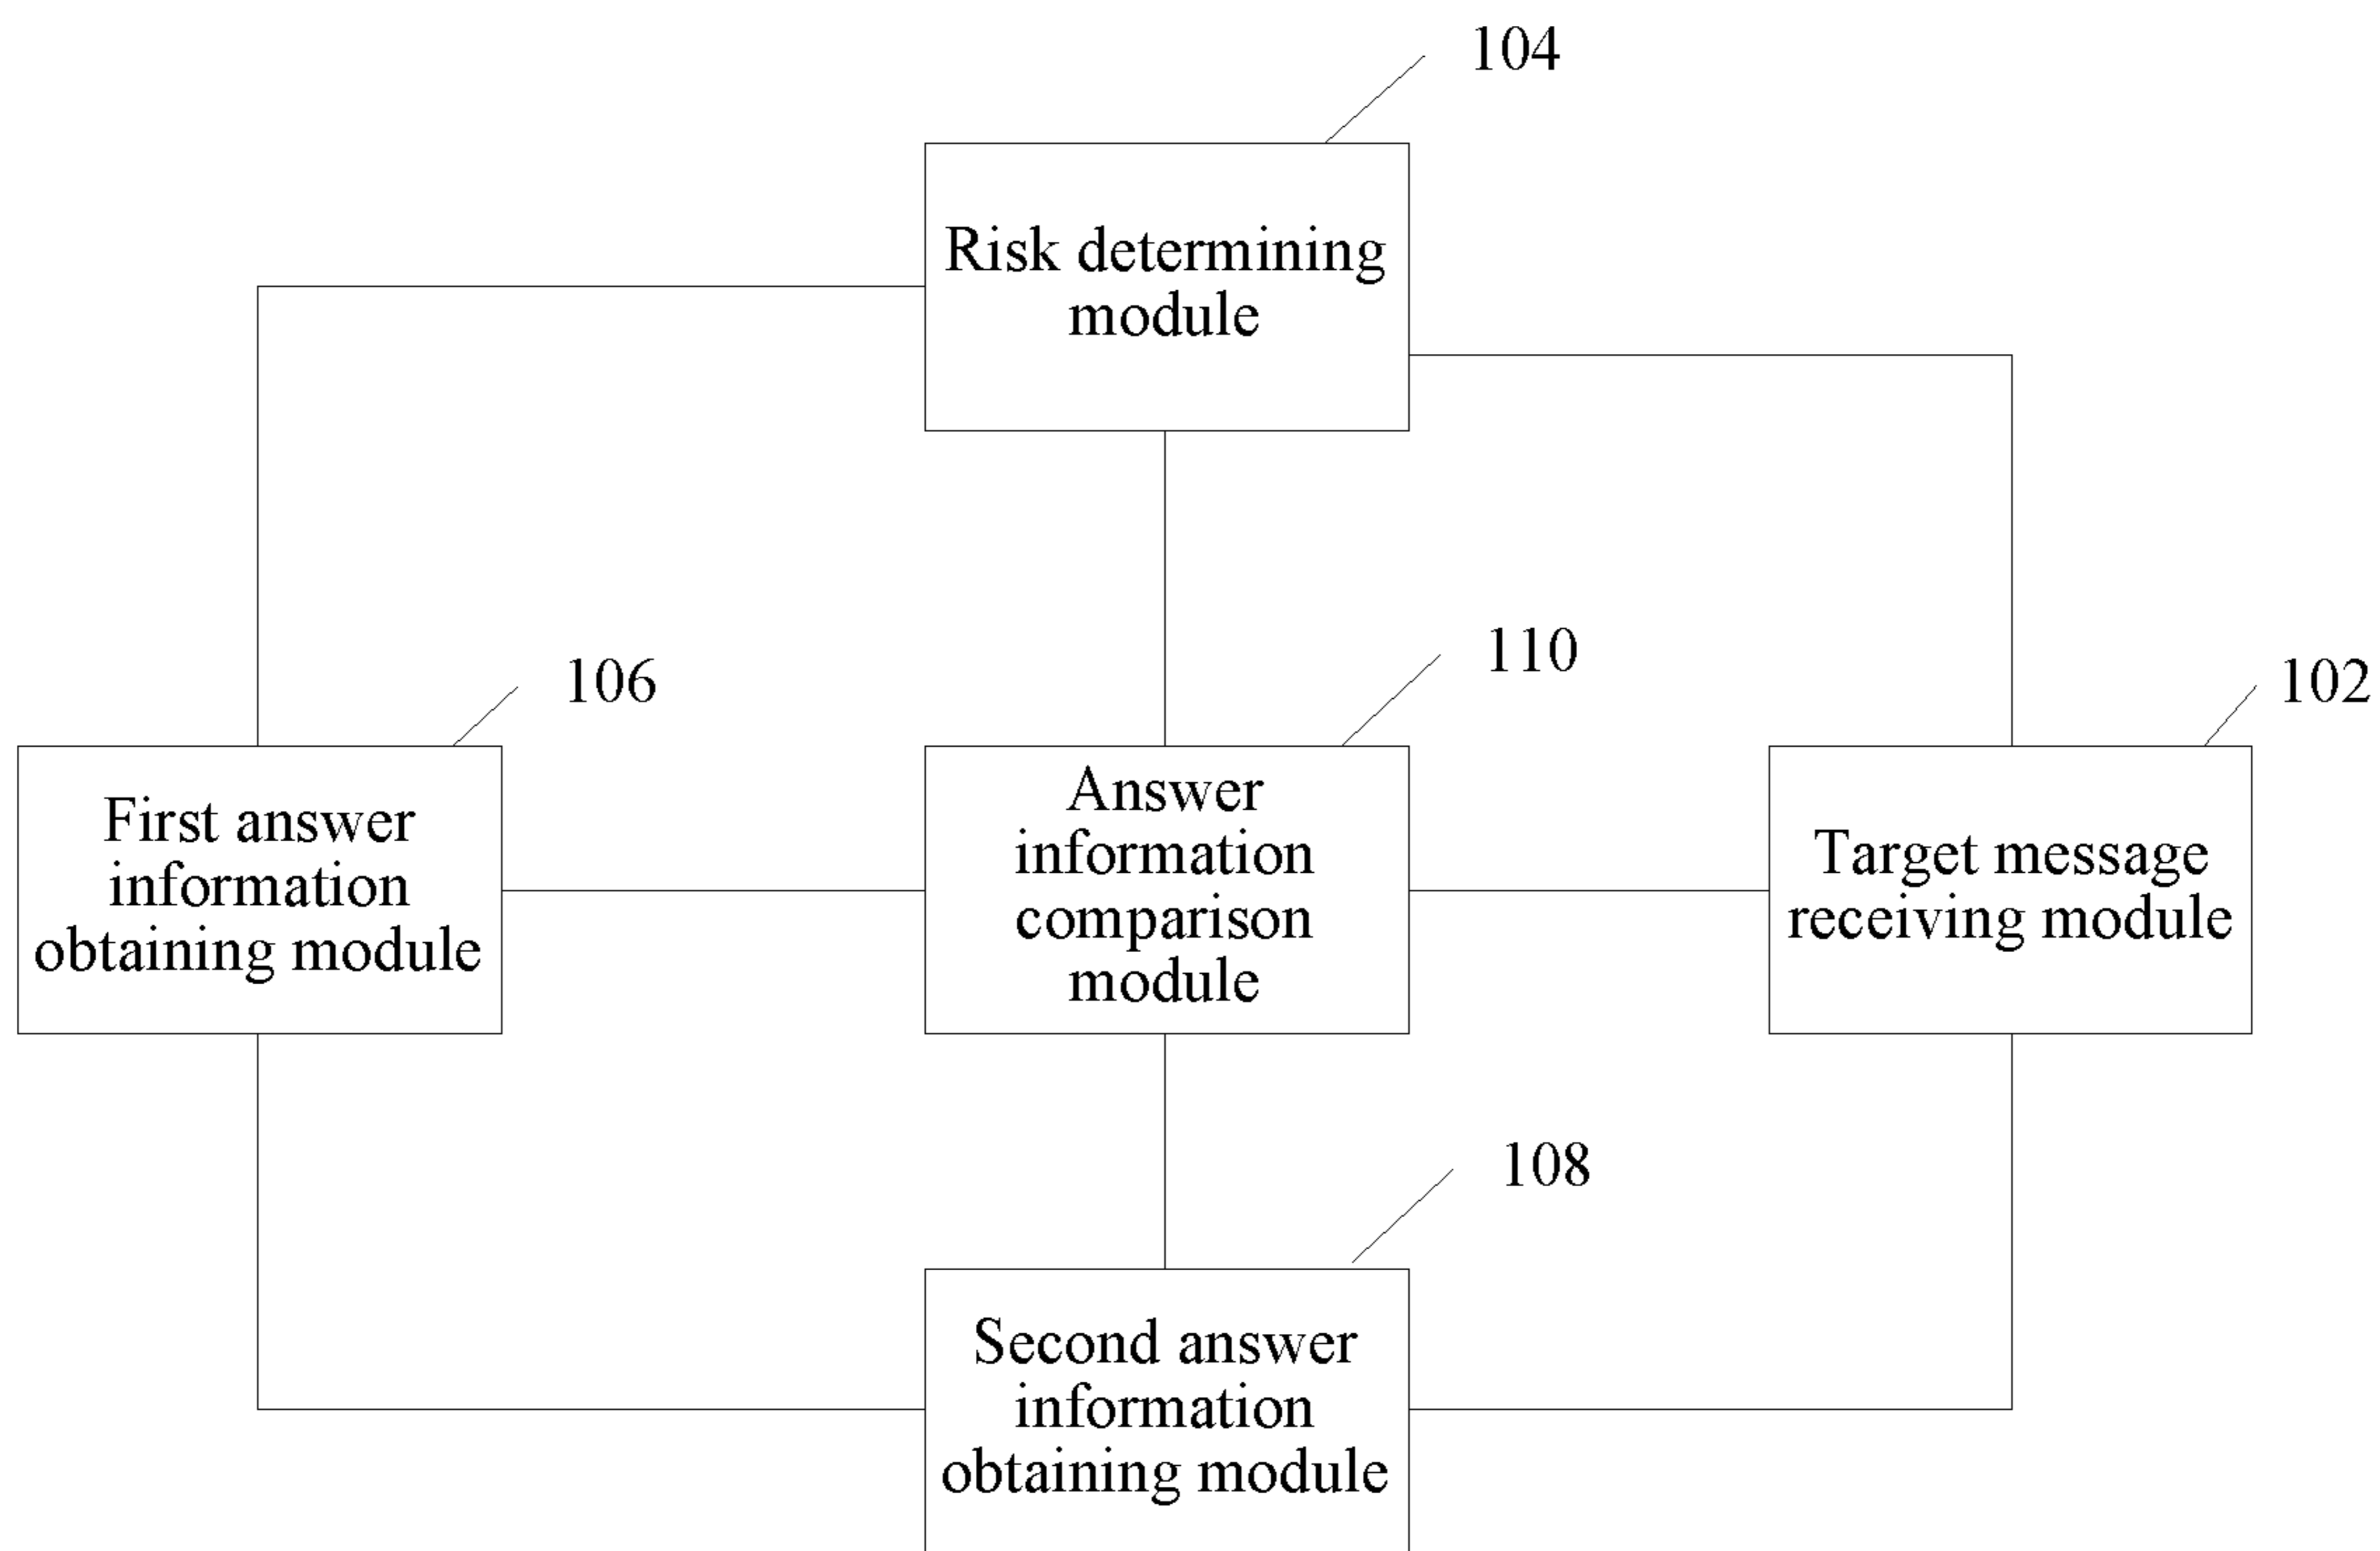 104
Risk determining
module
106
110
102
First answer
information
obtaining module
Answer
information
comparison
module
Target message
receiving module
108
Second answer
information
obtaining module